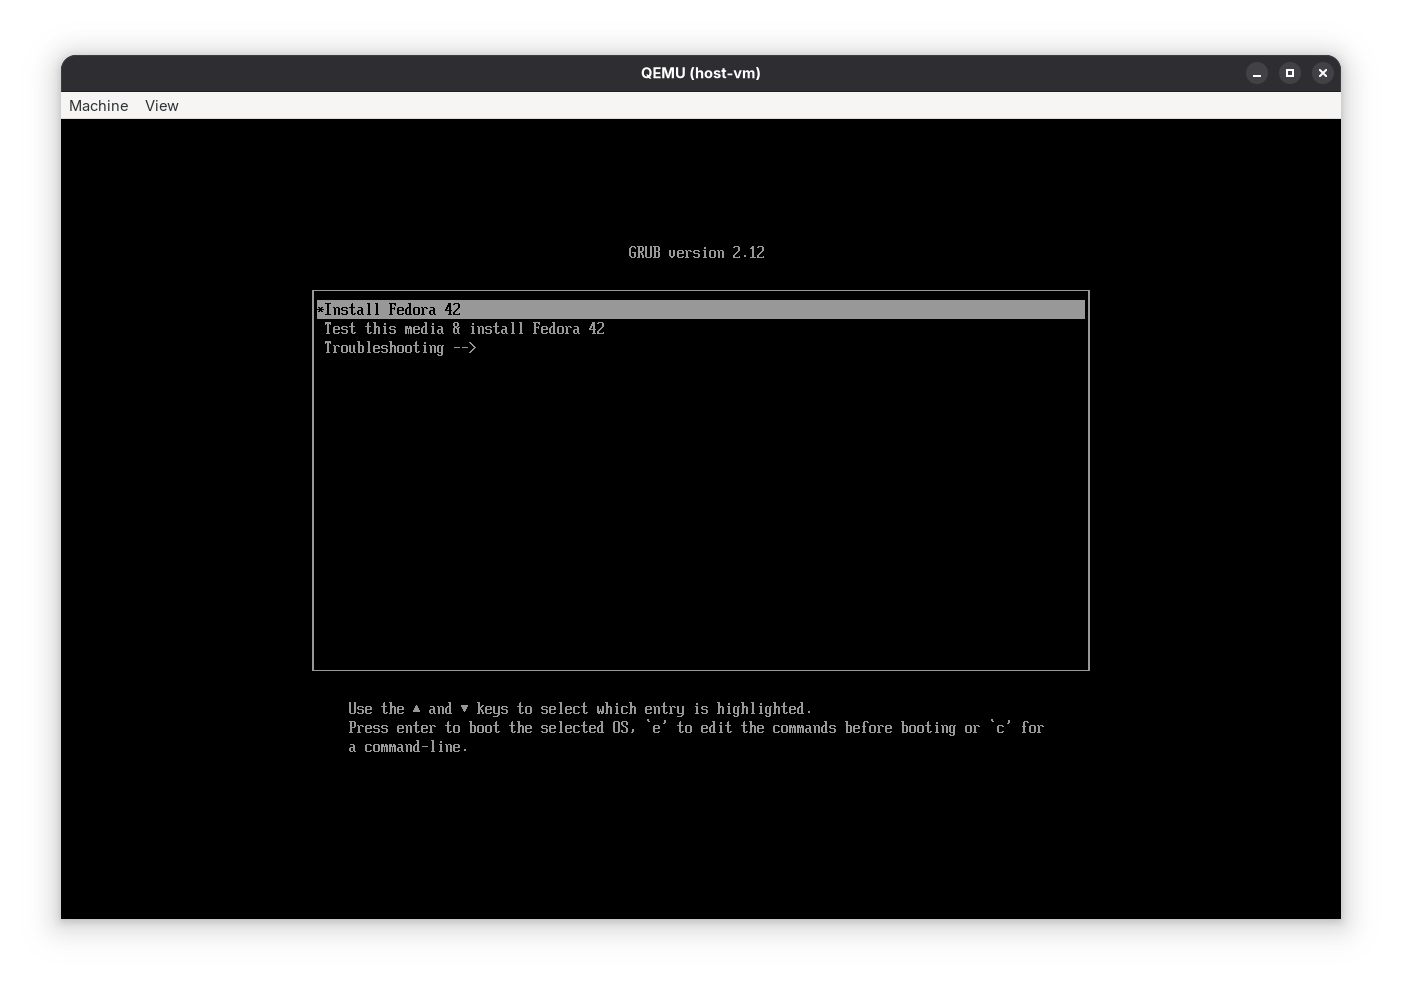 QEMU (host-vm)
Machine View
GRUB version 2.12
*Install Fedora 42
Test this media & install Fedora 42
Troubleshooting -->
Use the ▲ and ▼ keys to select which entry is highlighted.
Press enter to boot the selected OS, `e' to edit the commands before booting or `c' for
a command-line.